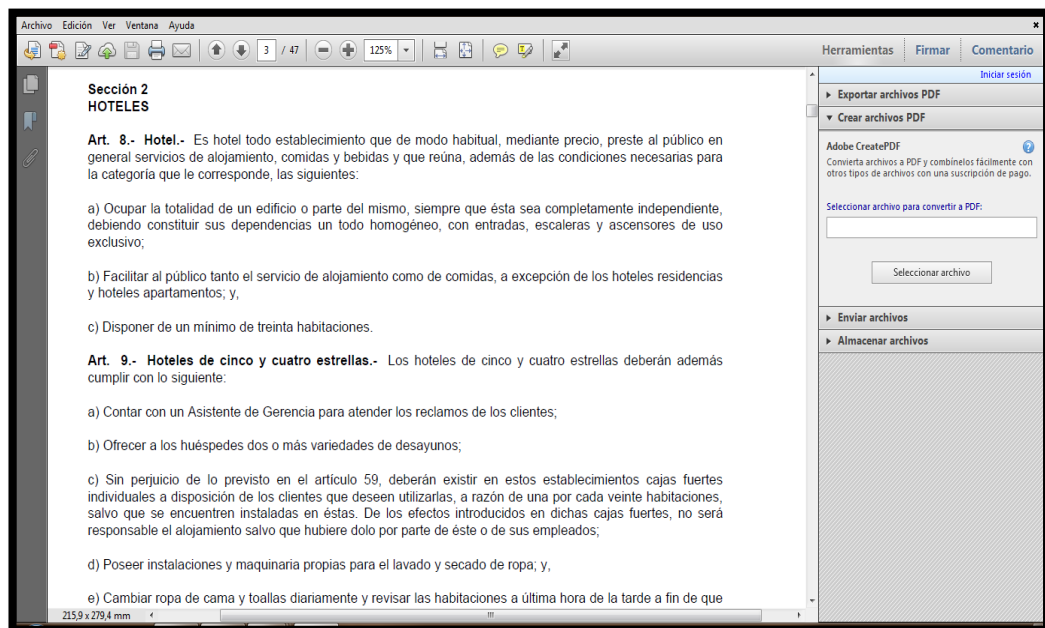 Archivo Edición Ver Ventana Ayuda
3 / 47 125%
Herramientas Firmar Comentario
Iniciar sesión
Sección 2
HOTELES
Art. 8.- Hotel.- Es hotel todo establecimiento que de modo habitual, mediante precio, preste al público en
general servicios de alojamiento, comidas y bebidas y que reúna, además de las condiciones necesarias para
la categoría que le corresponde, las siguientes:
a) Ocupar la totalidad de un edificio o parte del mismo, siempre que ésta sea completamente independiente,
debiendo constituir sus dependencias un todo homogéneo, con entradas, escaleras y ascensores de uso
exclusivo;
b) Facilitar al público tanto el servicio de alojamiento como de comidas, a excepción de los hoteles residencias
y hoteles apartamentos; y,
c) Disponer de un mínimo de treinta habitaciones.
Art. 9.- Hoteles de cinco y cuatro estrellas.- Los hoteles de cinco y cuatro estrellas deberán además
cumplir con lo siguiente:
a) Contar con un Asistente de Gerencia para atender los reclamos de los clientes;
b) Ofrecer a los huéspedes dos o más variedades de desayunos;
c) Sin perjuicio de lo previsto en el artículo 59, deberán existir en estos establecimientos cajas fuertes
individuales a disposición de los clientes que deseen utilizarlas, a razón de una por cada veinte habitaciones,
salvo que se encuentren instaladas en éstas. De los efectos introducidos en dichas cajas fuertes, no será
responsable el alojamiento salvo que hubiere dolo por parte de éste o de sus empleados;
d) Poseer instalaciones y maquinaria propias para el lavado y secado de ropa; y,
e) Cambiar ropa de cama y toallas diariamente y revisar las habitaciones a última hora de la tarde a fin de que
215,9 x 279,4 mm
Exportar archivos PDF
Crear archivos PDF
Adobe CreatePDF
Convierta archivos a PDF y combínelos fácilmente con
otros tipos de archivos con una suscripción de pago.
Seleccionar archivo para convertir a PDF:
Seleccionar archivo
Enviar archivos
Almacenar archivos